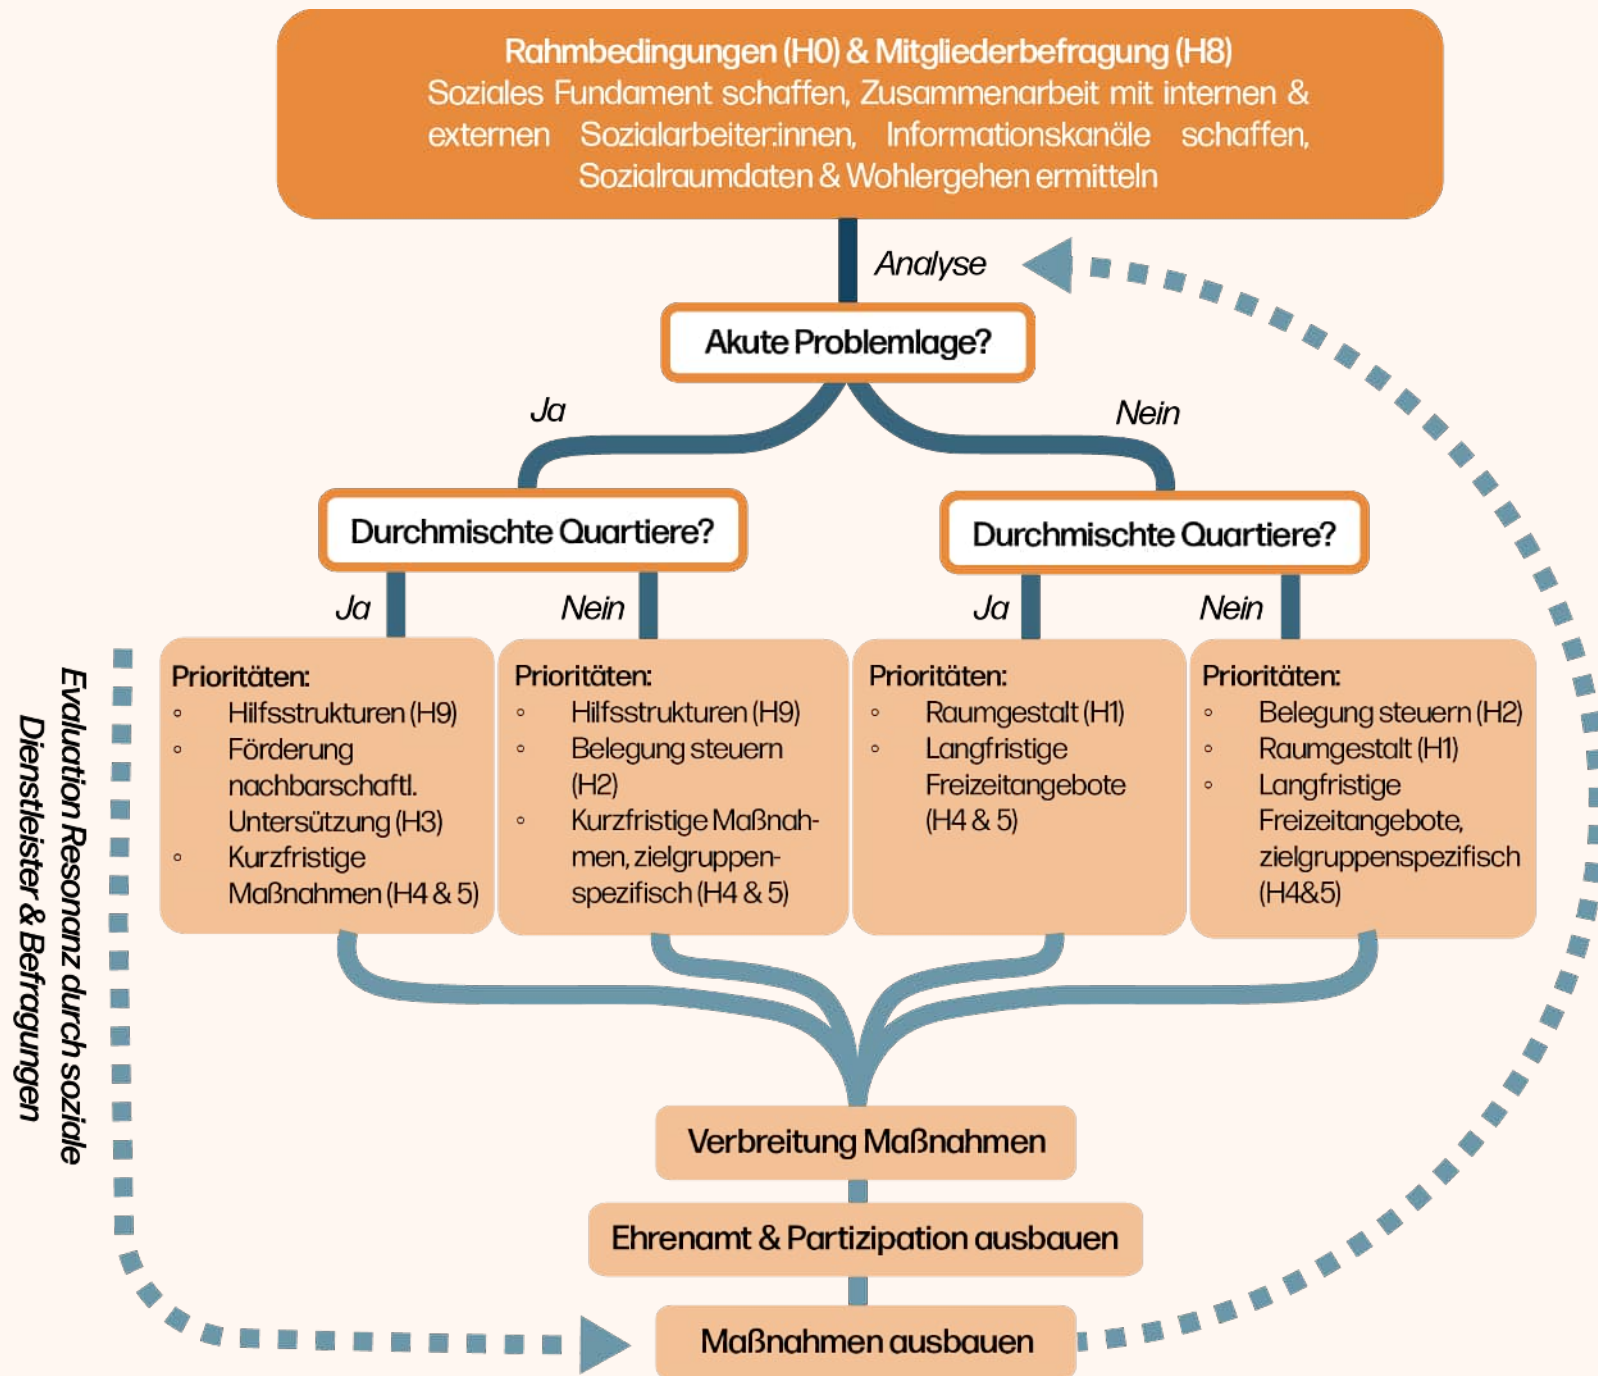 Rahmbedingungen (H0) & Mitgliederbefragung (H8)
Soziales Fundament schaffen, Zusammenarbeit mit internen &
externen Sozialarbeiter:innen, Informationskanäle schaffen,
Sozialraumdaten & Wohlergehen ermitteln
Analyse
Akute Problemlage?
Ja
Nein
Durchmischte Quartiere?
Durchmischte Quartiere?
Ja
Nein
Ja
Nein
Prioritäten:
Hilfsstrukturen (H9)
Förderung
nachbarschaftl.
Untersützung (H3)
Kurzfristige
Maßnahmen (H4 & 5)
Prioritäten:
Hilfsstrukturen (H9)
Belegung steuern
(H2)
Kurzfristige Maßnah-
men, zielgruppen-
spezifisch (H4 & 5)
Prioritäten:
Raumgestalt (H1)
Langfristige
Freizeitangebote
(H4 & 5)
Prioritäten:
Belegung steuern (H2)
Raumgestalt (H1)
Langfristige
Freizeitangebote,
zielgruppenspezifisch
(H4&5)
Evaluation Resonanz durch soziale
Dienstleister & Befragungen
Verbreitung Maßnahmen
Ehrenamt & Partizipation ausbauen
Maßnahmen ausbauen